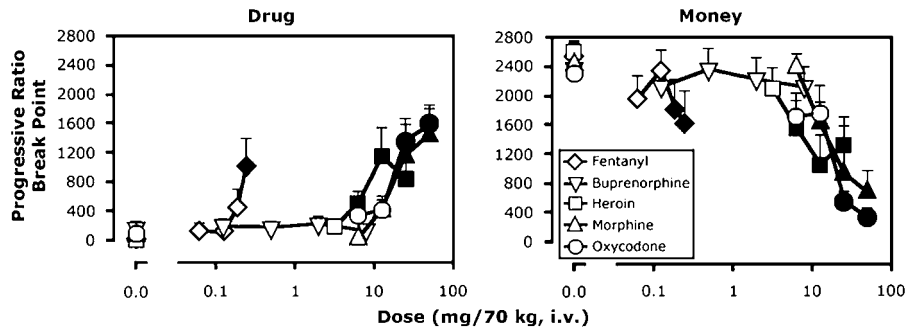 Drug
Money
Progressive Ratio
Break Point
2800
2400
2000
1600
1200
800
400
0
0.0
0.1
1
10
100
2800
2400
2000
1600
1200
800
400
0
Fentanyl
Buprenorphine
Heroin
Morphine
Oxycodone
0.0
0.1
1
10
100
Dose (mg/70 kg, i.v.)